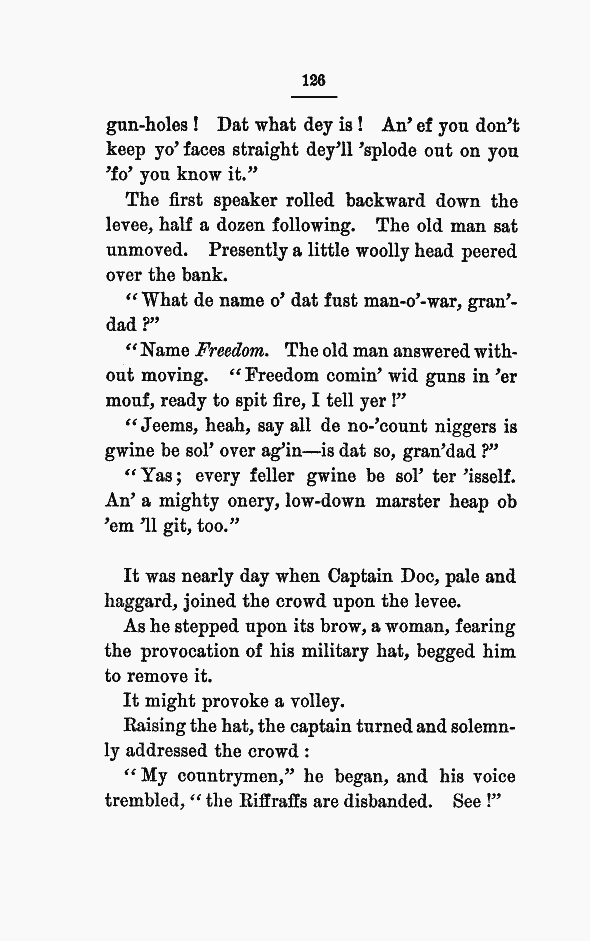 126
gun-holes ! Dat what dey is ! An' ef you don't
keep yo' faces straight dey'll 'splode out on you
'fo' you know it."
The first speaker rolled backward down the
levee, half a dozen following. The old man sat
unmoved. Presently a little woolly head peered
over the bank.
"What de name o' dat fust man-o'-war, gran'-
dad ?"
"Name Freedom. The old man answered with-
out moving. "Freedom comin' wid guns in 'er
mouf, ready to spit fire, I tell yer !"
"Jeems, heah, say all de no-'count niggers is
gwine be sol' over ag'in—is dat so, gran'dad ?"
"Yas; every feller gwine be sol' ter 'isself.
An' a mighty onery, low-down marster heap ob
'em 'll git, too."
It was nearly day when Captain Doc, pale and
haggard, joined the crowd upon the levee.
As he stepped upon its brow, a woman, fearing
the provocation of his military hat, begged him
to remove it.
It might provoke a volley.
Raising the hat, the captain turned and solemn-
ly addressed the crowd :
"My countrymen," he began, and his voice
trembled, "the Riffraffs are disbanded. See !"